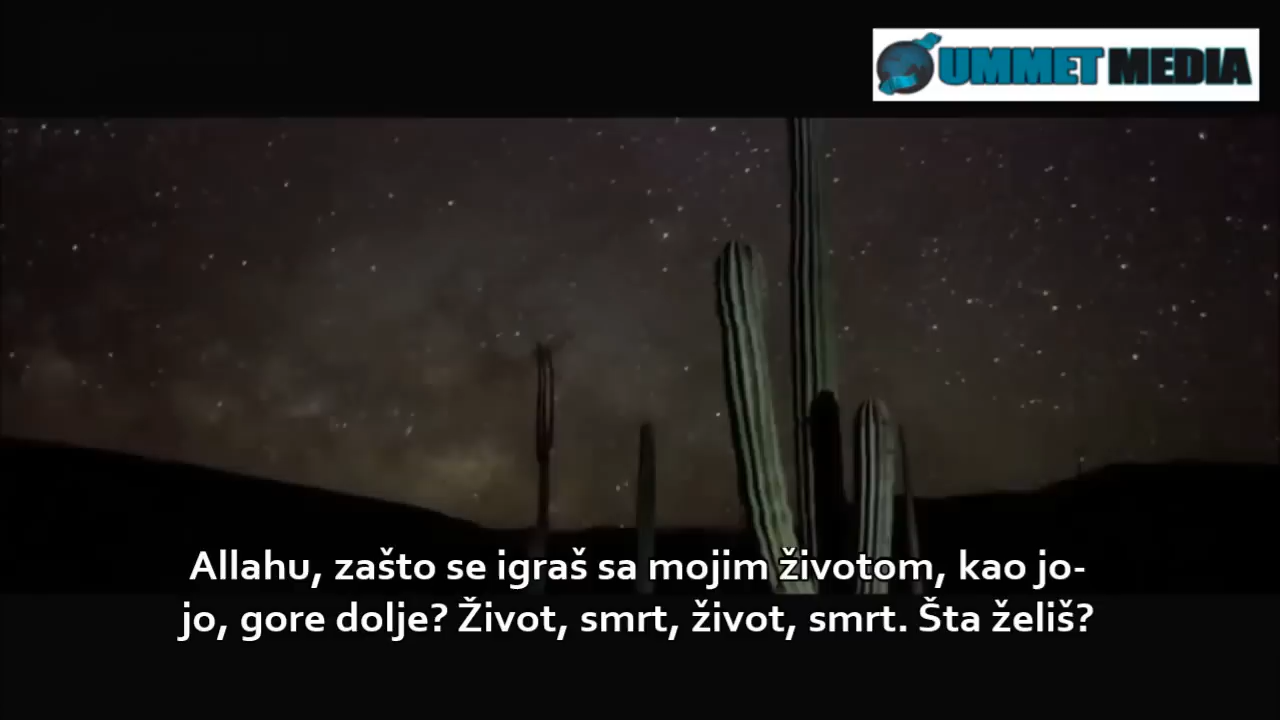 UMMET MEDIA
Allahu, zašto se igraš sa mojim životom, kao jo-
jo, gore dolje? Život, smrt, život, smrt. Šta želiš?